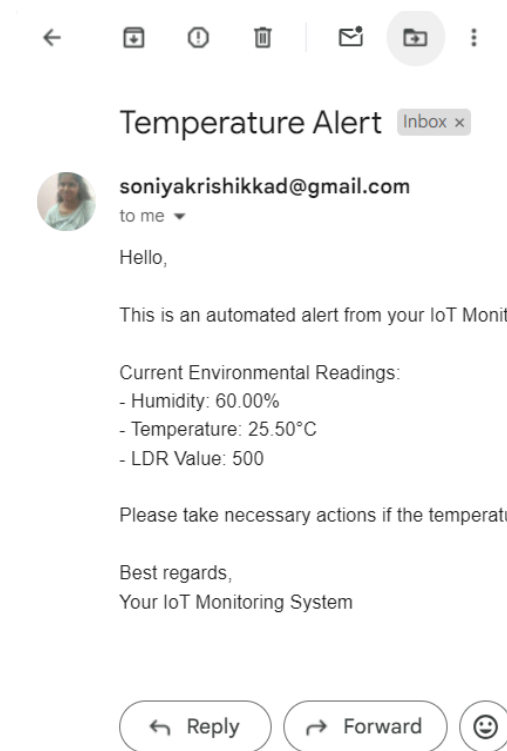 Temperature Alert Inbox ×
soniyakrishikkad@gmail.com
to me
Hello,
This is an automated alert from your IoT
Current Environmental Readings:
- Humidity: 60.00%
- Temperature: 25.50°C
- LDR Value: 500
Please take necessary actions if the
Best regards,
Your IoT Monitoring System
Reply Forward